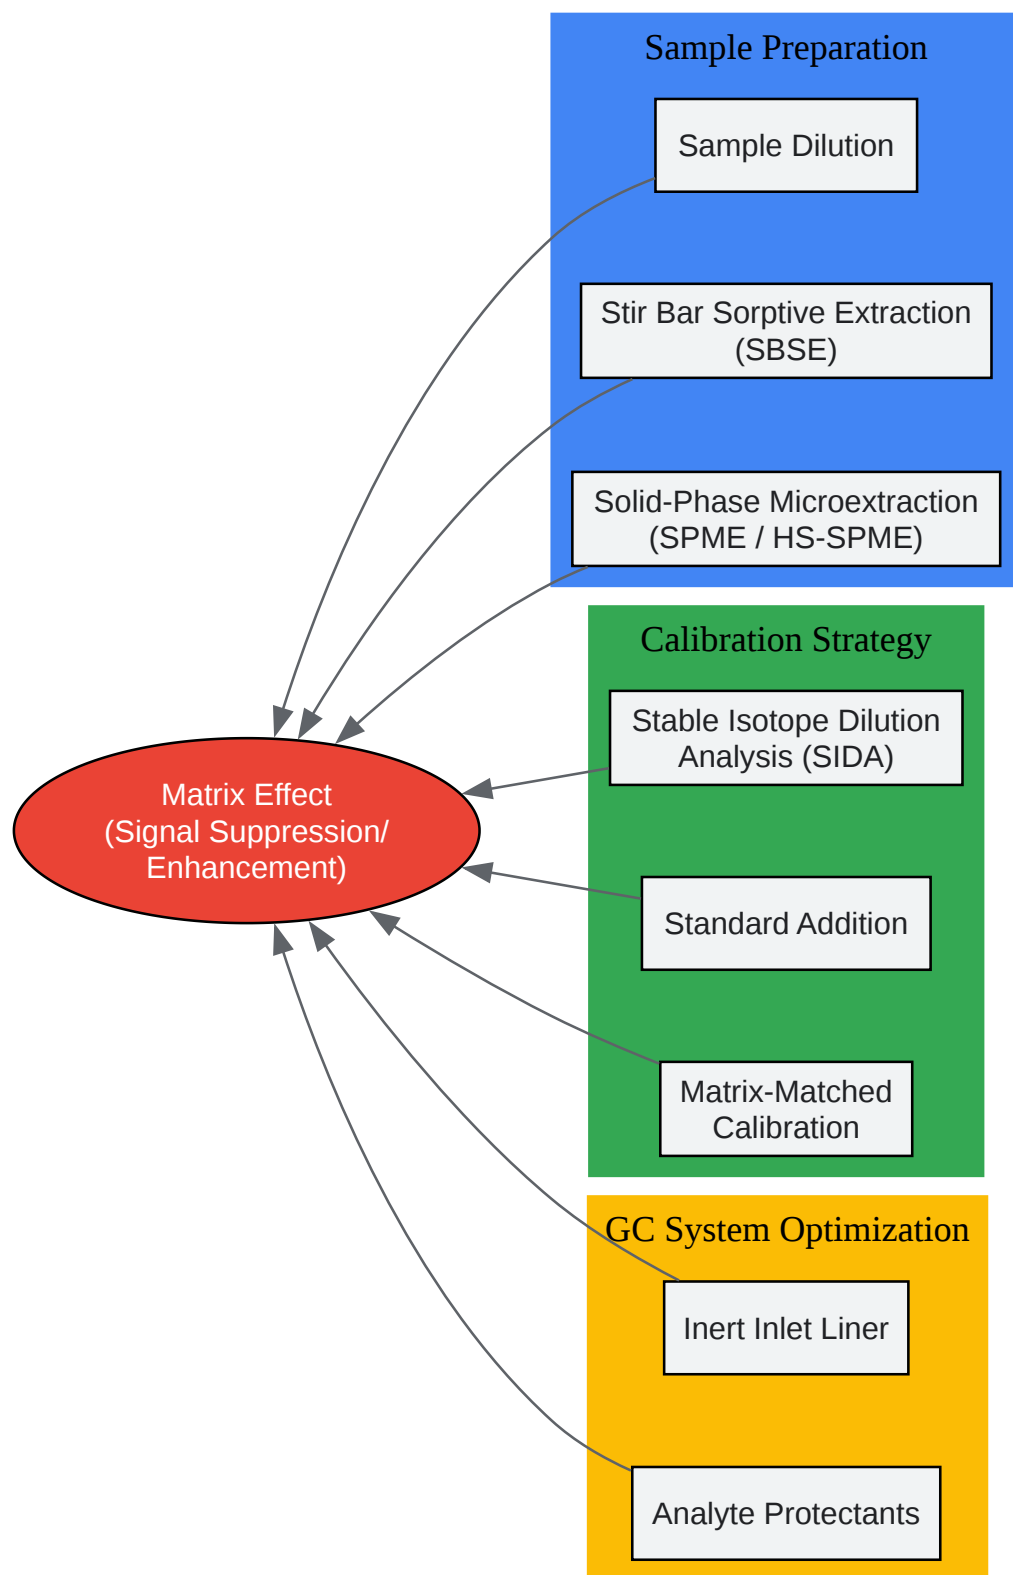 Sample Preparation
Sample Dilution
Stir Bar Sorptive Extraction
(SBSE)
Solid-Phase Microextraction
(SPME / HS-SPME)
Calibration Strategy
Stable Isotope Dilution
Analysis (SIDA)
Matrix Effect
(Signal Suppression/
Enhancement)
Standard Addition
Matrix-Matched
Calibration
GC System Optimization
Inert Inlet Liner
Analyte Protectants